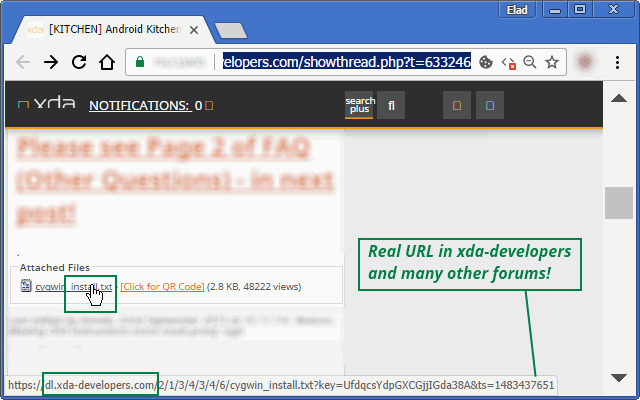 Elad
xda [KITCHEN] Android Kitchen
velopers.com/showthread.php?t=633246
xda NOTIFICATIONS: 0
search
plus
fl
Please see Page 2 of FAQ
(Other Questions) - in next
post!
.
Attached Files
cygwin_install.txt - [Click for QR Code] (2.8 KB, 48222 views)
Real URL in xda-developers
and many other forums!
https://dl.xda-developers.com/2/1/3/4/3/4/6/cygwin_install.txt?key=UfdqcsYdpGXCGjjIGda38A&ts=1483437651